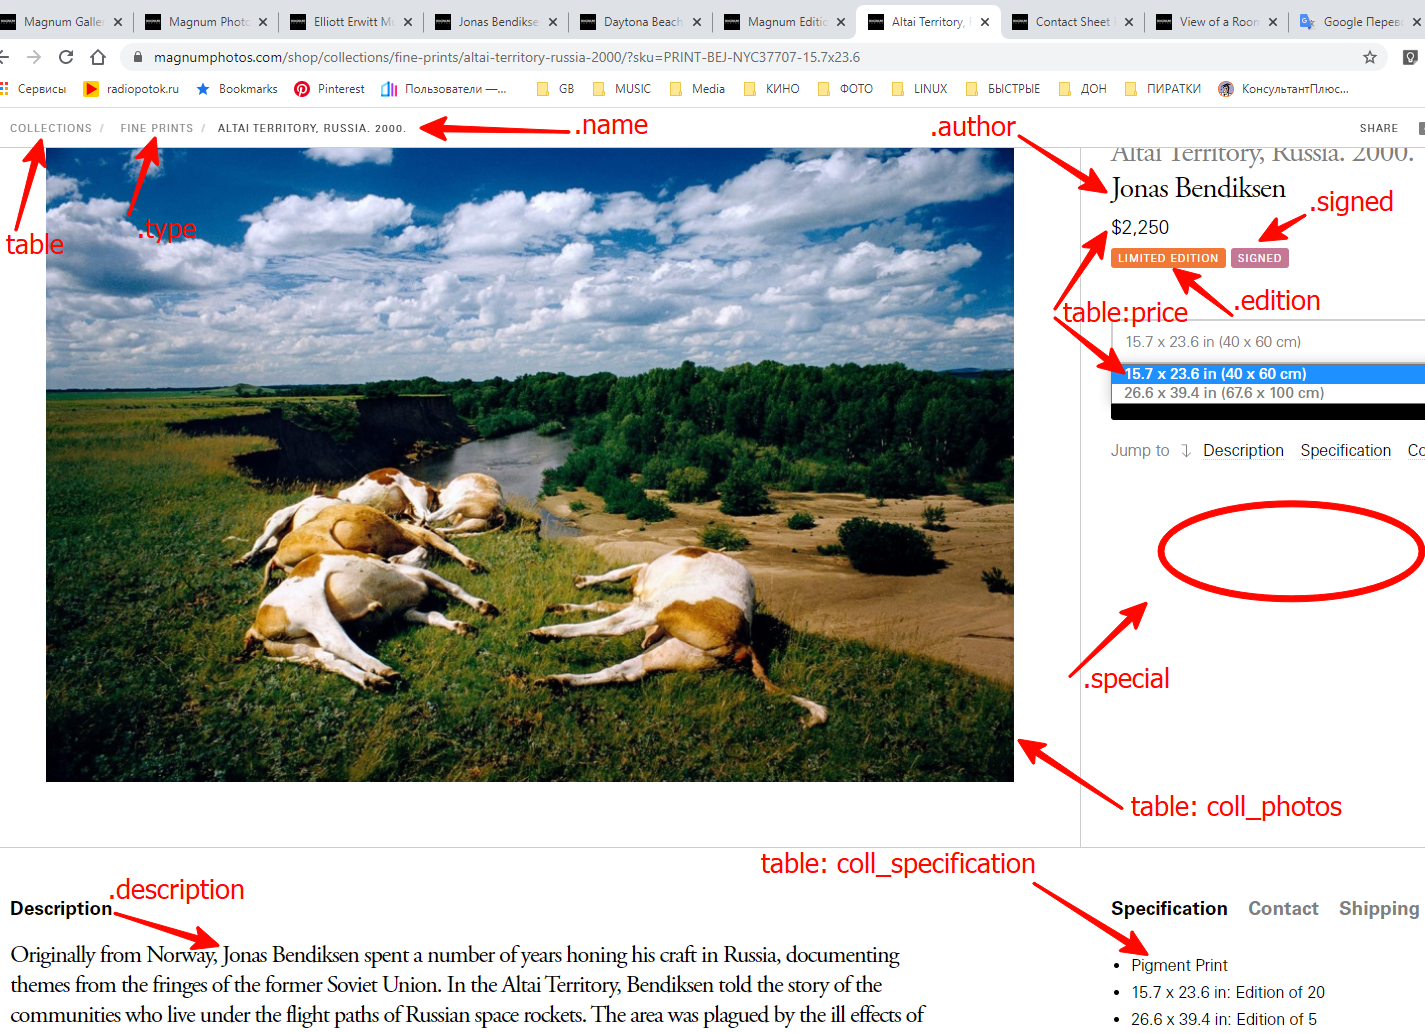 Magnum Galler
Magnum Photo
Elliott Erwitt Mu
Jonas Bendikse
Daytona Beach,
Magnum Editio
Altai Territory, R
Contact Sheet
View of a Room
Google Перево
magnumphotos.com/shop/collections/fine-prints/altai-territory-russia-2000/?sku=PRINT-BEJ-NYC37707-15.7x23.6
Сервисы
radiopotok.ru
Bookmarks
Pinterest
Пользователи —...
GB
MUSIC
Media
КИНО
ФОТО
LINUX
БЫСТРЫЕ
ДОН
ПИРАТКИ
КонсультантПлюс...
COLLECTIONS / FINE PRINTS / ALTAI TERRITORY, RUSSIA. 2000.
.name
.author
SHARE
Altai Territory, Russia. 2000.
Jonas Bendiksen
.signed
table
.type
$2,250
LIMITED EDITION
SIGNED
.edition
table:price
15.7 x 23.6 in (40 x 60 cm)
15.7 x 23.6 in (40 x 60 cm)
26.6 x 39.4 in (67.6 x 100 cm)
Jump to
Description
Specification
Co
.special
table: coll_photos
table: coll_specification
.description
Description
Specification
Contact
Shipping
Originally from Norway, Jonas Bendiksen spent a number of years honing his craft in Russia, documenting
themes from the fringes of the former Soviet Union. In the Altai Territory, Bendiksen told the story of the
communities who live under the flight paths of Russian space rockets. The area was plagued by the ill effects of
Pigment Print
15.7 x 23.6 in: Edition of 20
26.6 x 39.4 in: Edition of 5